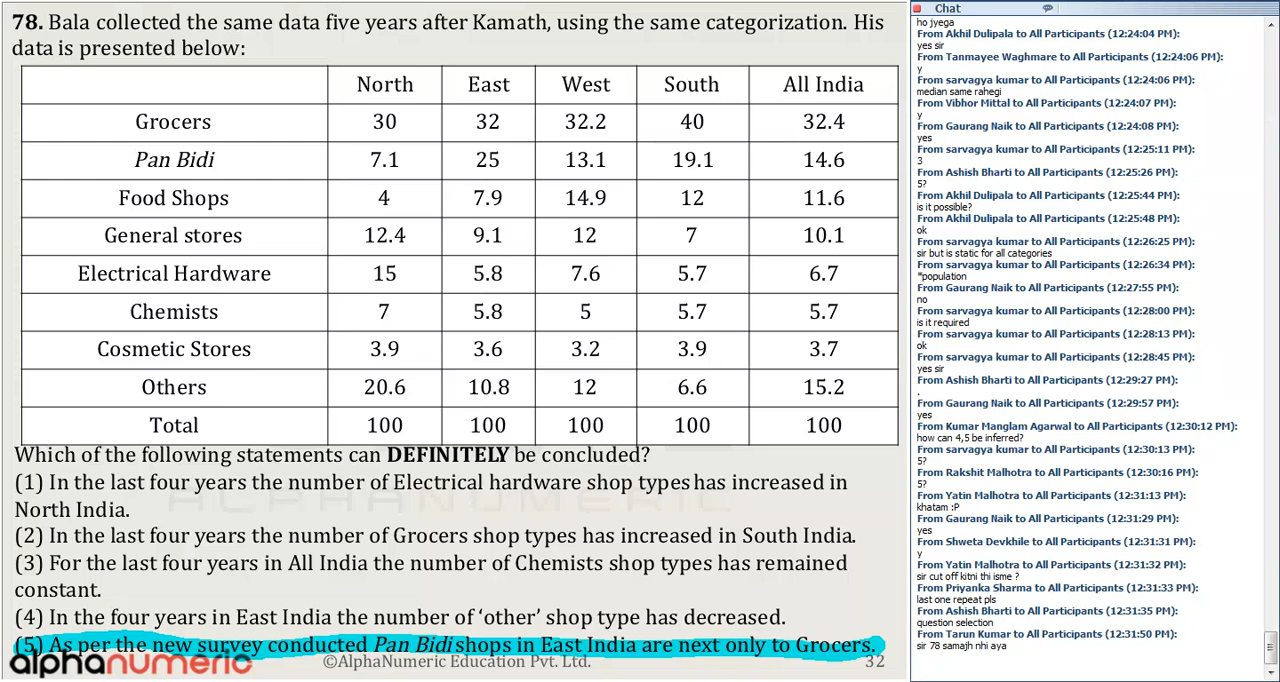 78. Bala collected the same data five years after Kamath, using the same categorization. His
data is presented below:
North East West South All India
Grocers 30 32 32.2 40 32.4
Pan Bidi 7.1 25 13.1 19.1 14.6
Food Shops 4 7.9 14.9 12 11.6
General stores 12.4 9.1 12 7 10.1
Electrical Hardware 15 5.8 7.6 5.7 6.7
Chemists 7 5.8 5 5.7 5.7
Cosmetic Stores 3.9 3.6 3.2 3.9 3.7
Others 20.6 10.8 12 6.6 15.2
Total 100 100 100 100 100
Which of the following statements can DEFINITELY be concluded?
(1) In the last four years the number of Electrical hardware shop types has increased in
North India.
(2) In the last four years the number of Grocers shop types has increased in South India.
(3) For the last four years in All India the number of Chemists shop types has remained
constant.
(4) In the four years in East India the number of ‘other’ shop type has decreased.
(5) As per the new survey conducted Pan Bidi shops in East India are next only to Grocers.
alphanumeric
©AlphaNumeric Education Pvt. Ltd.
32
ALPHANUMERIC
Chat
ho jyega
From Akhil Dulipala to All Participants (12:24:04 PM):
yes sir
From Tanmayee Waghmare to All Participants (12:24:06 PM):
y
From sarvagya kumar to All Participants (12:24:06 PM):
median same rahegi
From Vibhor Mittal to All Participants (12:24:07 PM):
y
From Gaurang Naik to All Participants (12:24:08 PM):
yes
From sarvagya kumar to All Participants (12:25:11 PM):
3
From Ashish Bharti to All Participants (12:25:26 PM):
5?
From Akhil Dulipala to All Participants (12:25:44 PM):
is it possible?
From Akhil Dulipala to All Participants (12:25:48 PM):
ok
From sarvagya kumar to All Participants (12:26:25 PM):
sir but is static for all categories
From sarvagya kumar to All Participants (12:26:34 PM):
*population
From Gaurang Naik to All Participants (12:27:55 PM):
no
From sarvagya kumar to All Participants (12:28:00 PM):
is it required
From sarvagya kumar to All Participants (12:28:13 PM):
ok
From sarvagya kumar to All Participants (12:28:45 PM):
yes sir
From Ashish Bharti to All Participants (12:29:27 PM):
.
From Gaurang Naik to All Participants (12:29:57 PM):
yes
From Kumar Manglam Agarwal to All Participants (12:30:12 PM):
how can 4,5 be inferred?
From sarvagya kumar to All Participants (12:30:13 PM):
5?
From Rakshit Malhotra to All Participants (12:30:16 PM):
5?
From Yatin Malhotra to All Participants (12:31:13 PM):
khatam :P
From Gaurang Naik to All Participants (12:31:29 PM):
yes
From Shweta Devkhile to All Participants (12:31:31 PM):
y
From Yatin Malhotra to All Participants (12:31:32 PM):
sir cut off kitni thi isme ?
From Priyanka Sharma to All Participants (12:31:33 PM):
last one repeat pls
From Ashish Bharti to All Participants (12:31:35 PM):
question selection
From Tarun Kumar to All Participants (12:31:50 PM):
sir 78 samajh nhi aya